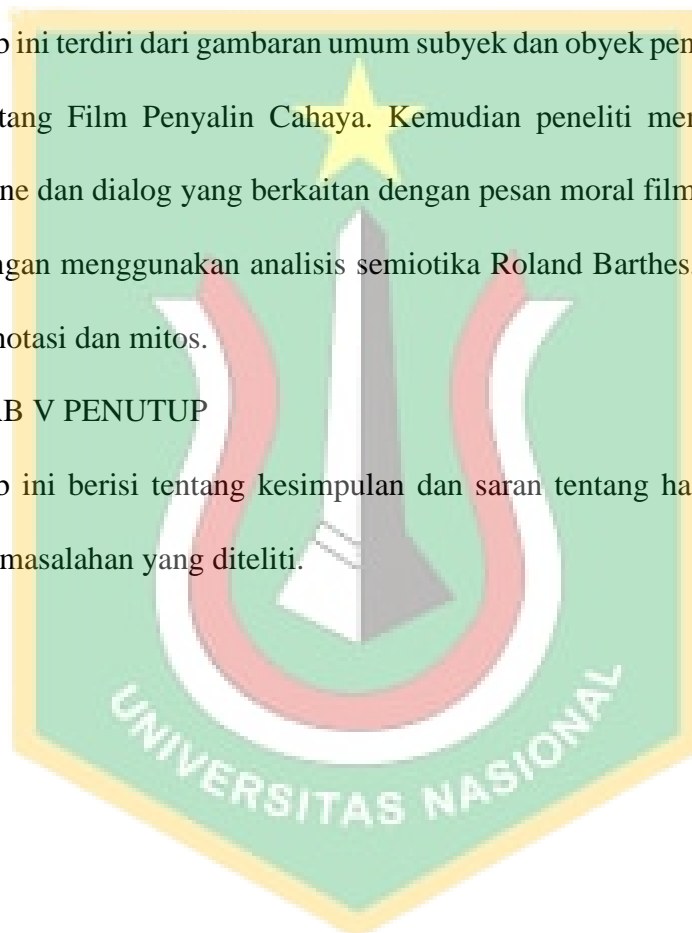 b ini terdiri dari gambaran umum subyek dan obyek pen
tang Film Penyalin Cahaya. Kemudian peneliti men
ne dan dialog yang berkaitan dengan pesan moral film
ngan menggunakan analisis semiotika Roland Barthes.
notasi dan mitos.
AB V PENUTUP
b ini berisi tentang kesimpulan dan saran tentang ha
masalahan yang diteliti.
UNIVERSITAS NASIONAL